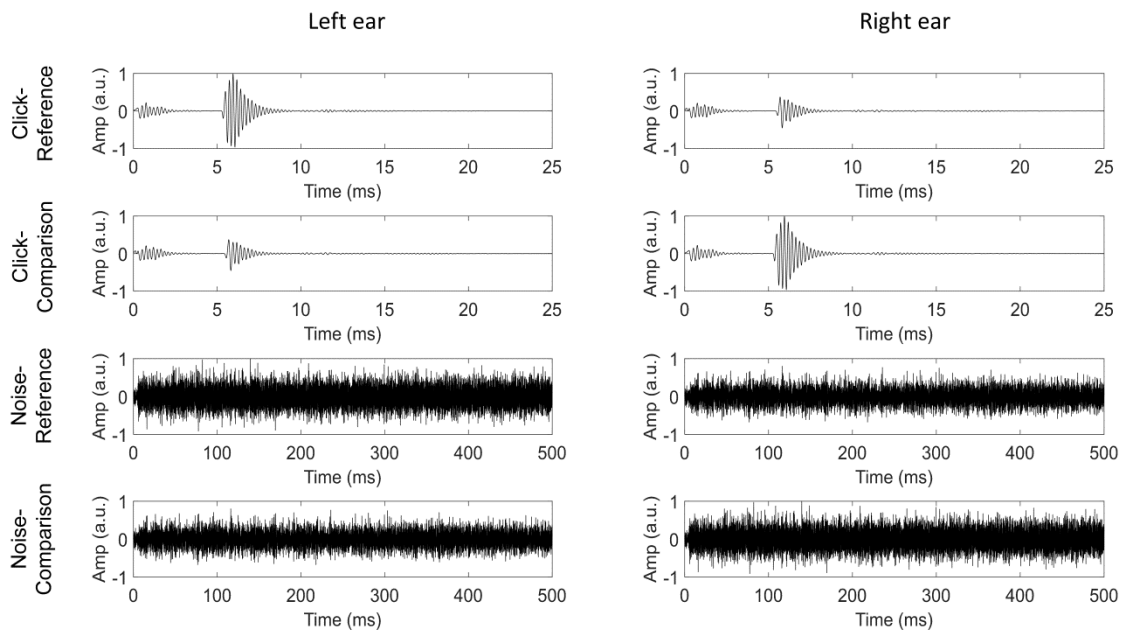 Left ear
Right ear
Click-
Reference
Amp (a.u.)
1
0
-1
0 5 10 15 20 25
Time (ms)
Amp (a.u.)
1
0
-1
0 5 10 15 20 25
Time (ms)
Click-
Comparison
Amp (a.u.)
1
0
-1
0 5 10 15 20 25
Time (ms)
Amp (a.u.)
1
0
-1
0 5 10 15 20 25
Time (ms)
Noise-
Reference
Amp (a.u.)
1
0
-1
0 100 200 300 400 500
Time (ms)
Amp (a.u.)
1
0
-1
0 100 200 300 400 500
Time (ms)
Noise-
Comparison
Amp (a.u.)
1
0
-1
0 100 200 300 400 500
Time (ms)
Amp (a.u.)
1
0
-1
0 100 200 300 400 500
Time (ms)